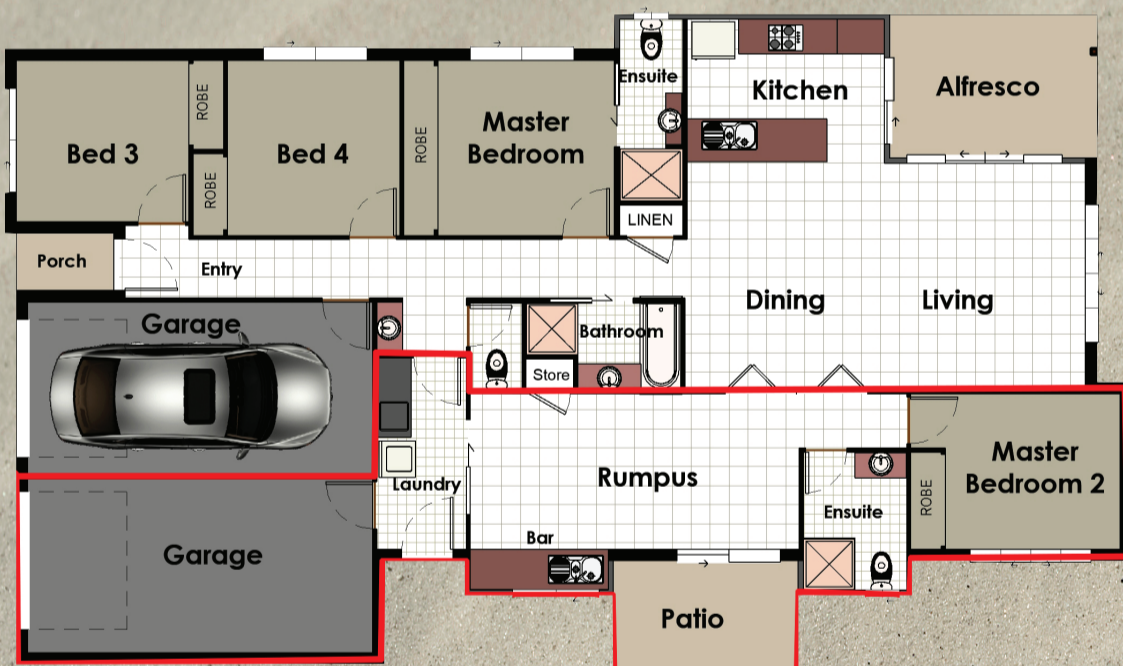 Ensuite
Kitchen
Alfresco
Bed 3
ROBE
ROBE
Bed 4
ROBE
Master
Bedroom
LINEN
Porch
Entry
Dining
Living
Garage
Bathroom
Store
Laundry
Rumpus
Master
Bedroom 2
ROBE
Ensuite
Bar
Garage
Patio